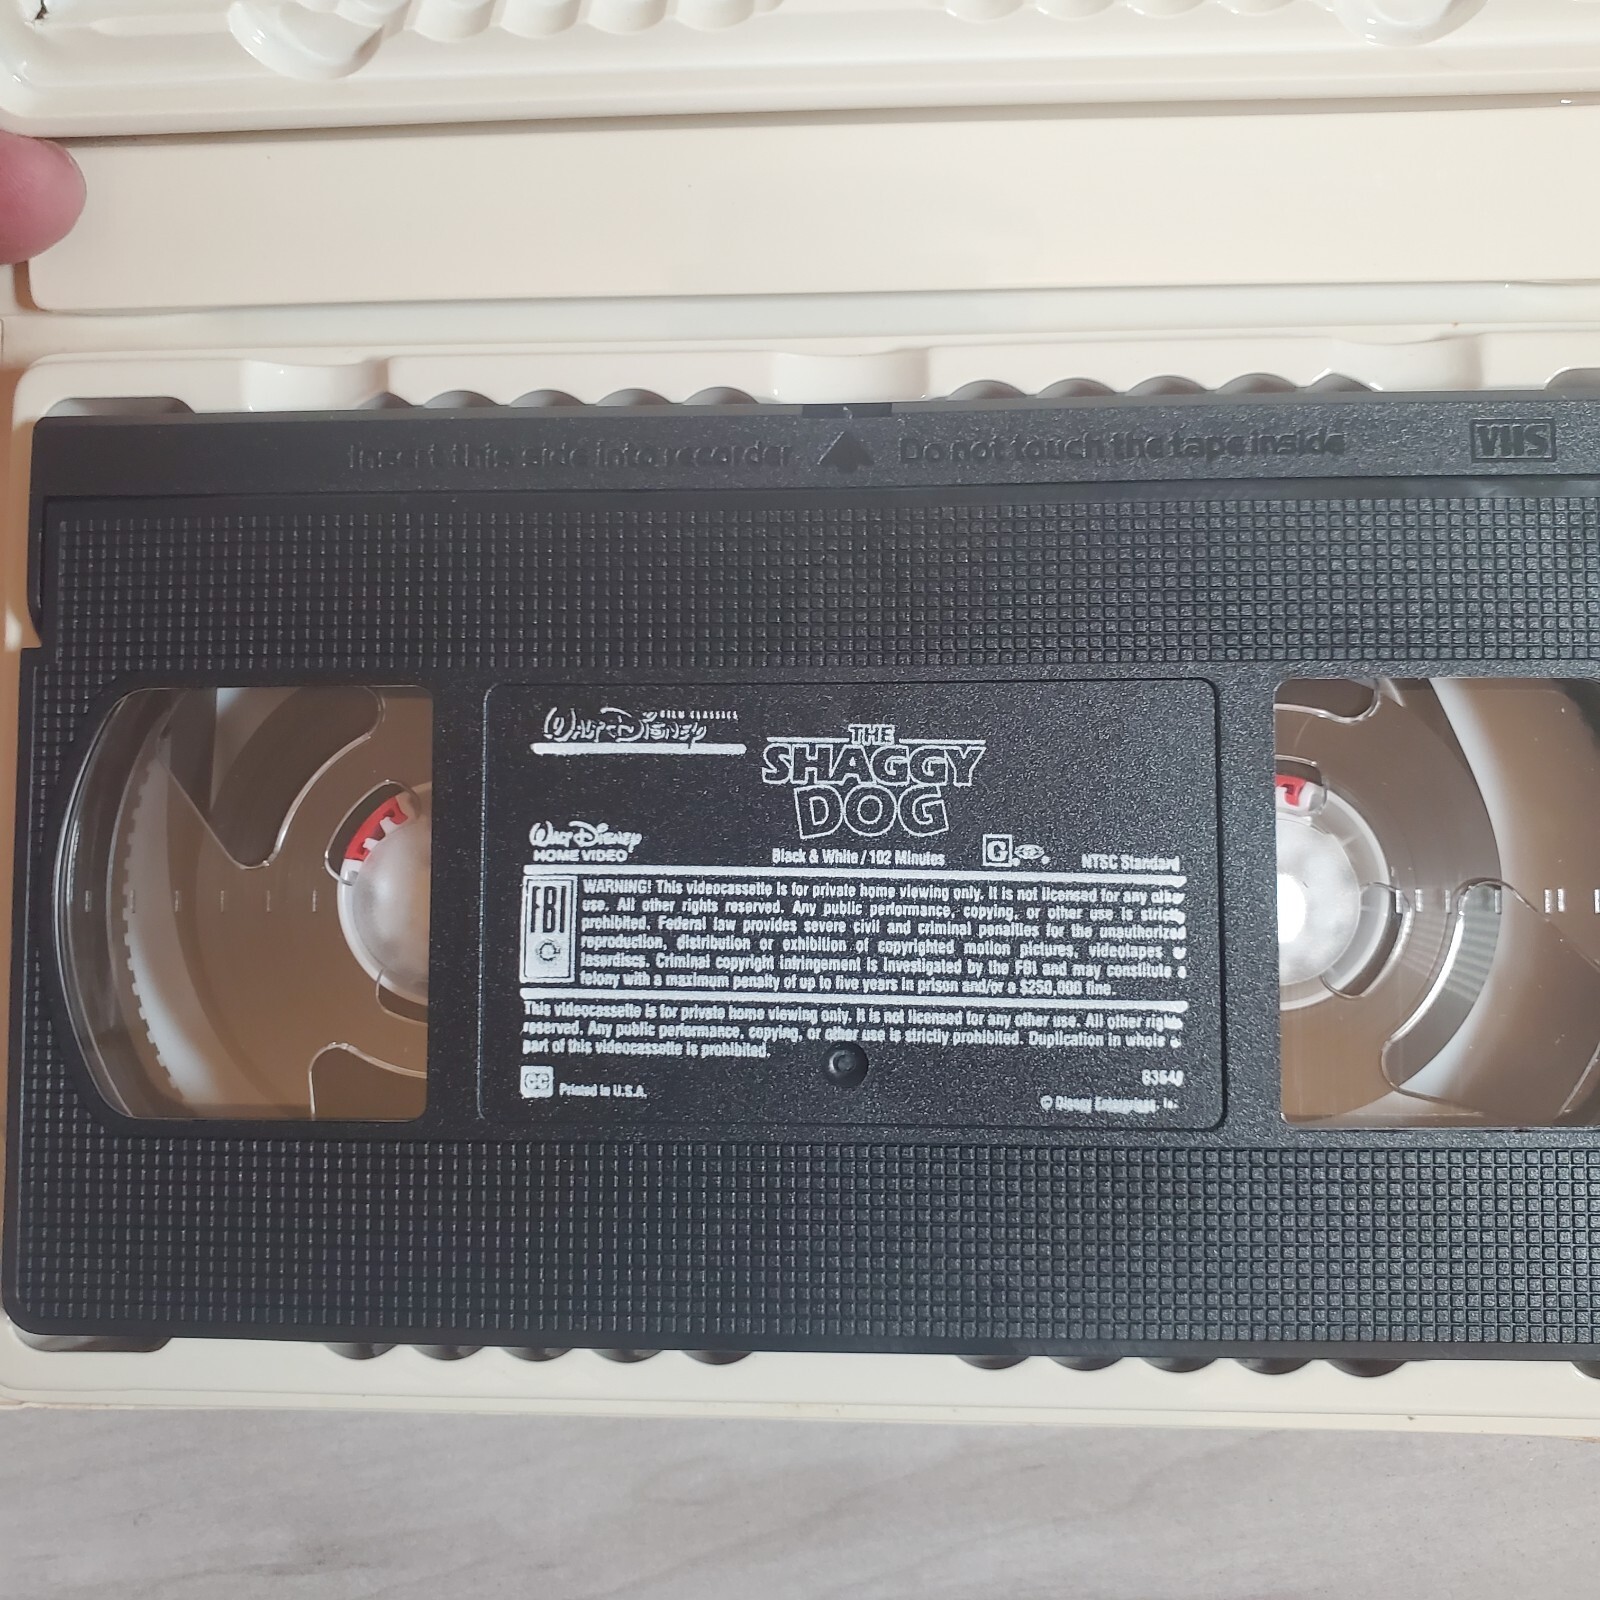 Insert this side into recorder Do not touch the tape inside VHS
WALT DISNEY FILM CLASSICS
THE
SHAGGY
DOG
WALT DISNEY
HOME VIDEO
Black & White / 102 Minutes G NTSC Standard
FBI
WARNING! This videocassette is for private home viewing only. It is not licensed for any other
use. All other rights reserved. Any public performance, copying, or other use is strictly
prohibited. Federal law provides severe civil and criminal penalties for the unauthorized
reproduction, distribution or exhibition of copyrighted motion pictures, videotapes
laserdiscs. Criminal copyright infringement is investigated by the FBI and may constitute a
felony with a maximum penalty of up to five years in prison and/or a $250,000 fine.
This videocassette is for private home viewing only. It is not licensed for any other use. All other rights
reserved. Any public performance, copying, or other use is strictly prohibited. Duplication in whole
part of this videocassette is prohibited.
CC Printed in U.S.A.
© Disney Enterprises, Inc.